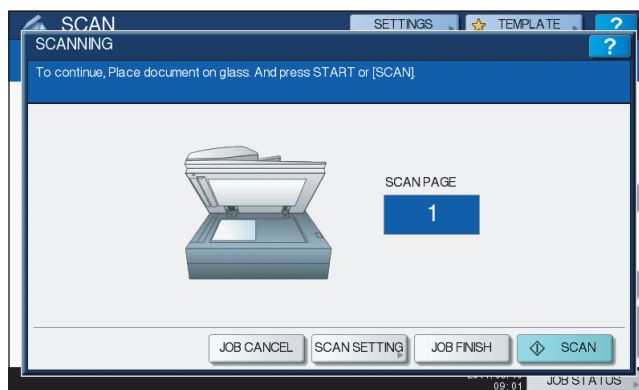 SCAN
SETTINGS
TEMPLATE
?
SCANNING
?
To continue, Place document on glass. And press START or [SCAN].
SCAN PAGE
1
JOB CANCEL
SCAN SETTING
JOB FINISH
SCAN
09:01
JOB STATUS